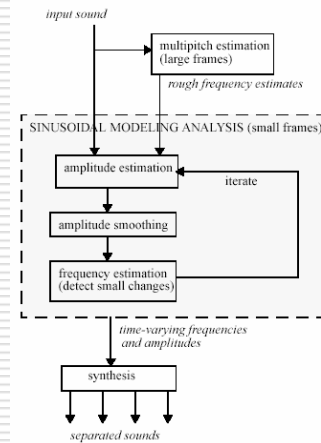 input sound
multipitch estimation
(large frames)
rough frequency estimates
SINUSOIDAL MODELING ANALYSIS (small frames)
amplitude estimation
iterate
amplitude smoothing
frequency estimation
(detect small changes)
time-varying frequencies
and amplitudes
synthesis
separated sounds